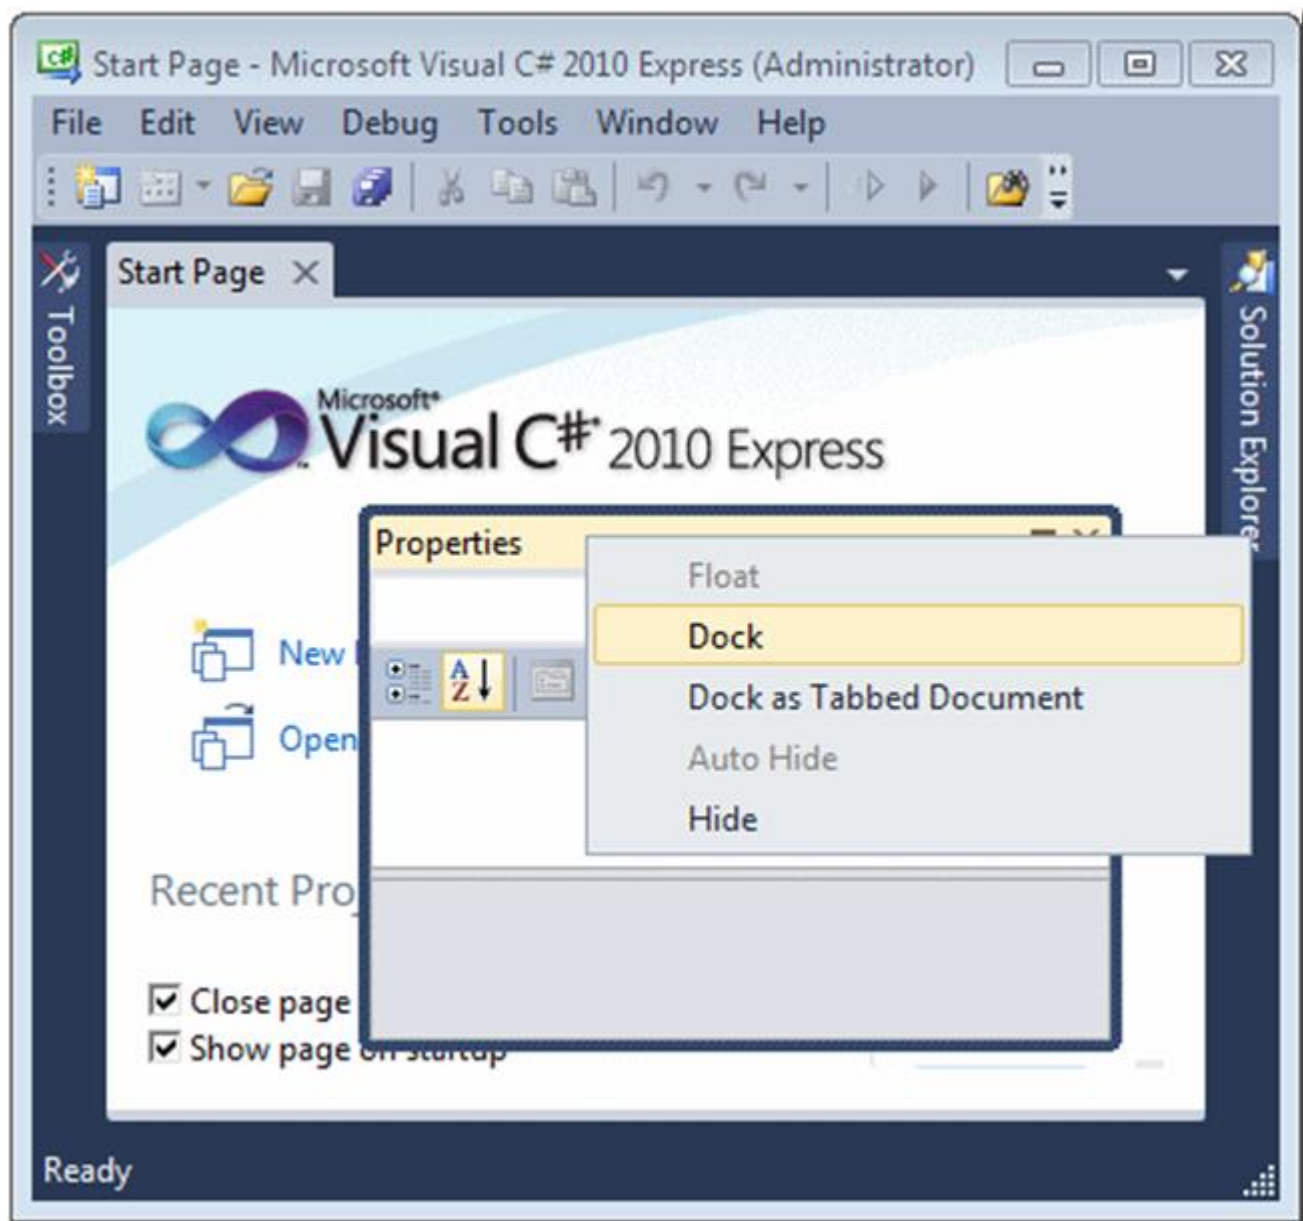 Start Page - Microsoft Visual C# 2010 Express (Administrator)
File Edit View Debug Tools Window Help
Start Page
Toolbox
Solution Explorer
Microsoft®
Visual C#® 2010 Express
Properties
Float
Dock
Dock as Tabbed Document
Auto Hide
Hide
New
Open
Recent
Close page
Show page on startup
Ready